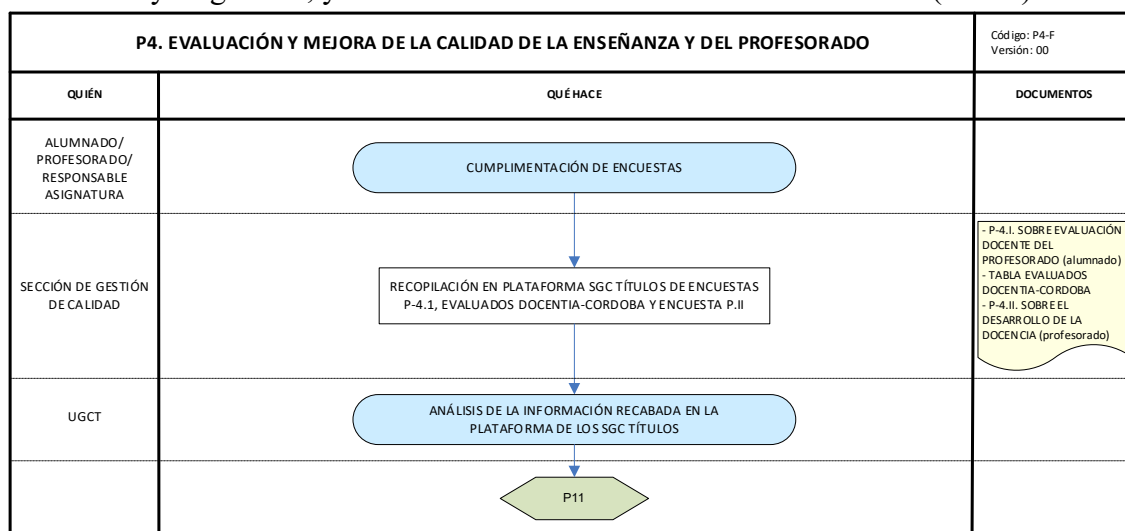 P4. EVALUACIÓN Y MEJORA DE LA CALIDAD DE LA ENSEÑANZA Y DEL PROFESORADO
Código: P4-F
Versión: 00
QUIÉN
QUÉ HACE
DOCUMENTOS
ALUMNADO/
PROFESORADO/
RESPONSABLE
ASIGNATURA
CUMPLIMENTACIÓN DE ENCUESTAS
SECCIÓN DE GESTIÓN
DE CALIDAD
RECOPILACIÓN EN PLATAFORMA SGC TÍTULOS DE ENCUESTAS
P-4.1, EVALUADOS DOCENTIA-CORDOBA Y ENCUESTA P.II
- P-4.I. SOBRE EVALUACIÓN
DOCENTE DEL
PROFESORADO (alumnado)
- TABLA EVALUADOS
DOCENTIA-CORDOBA
- P-4.II. SOBRE EL
DESARROLLO DE LA
DOCENCIA (profesorado)
UGCT
ANÁLISIS DE LA INFORMACIÓN RECABADA EN LA
PLATAFORMA DE LOS SGC TÍTULOS
P11